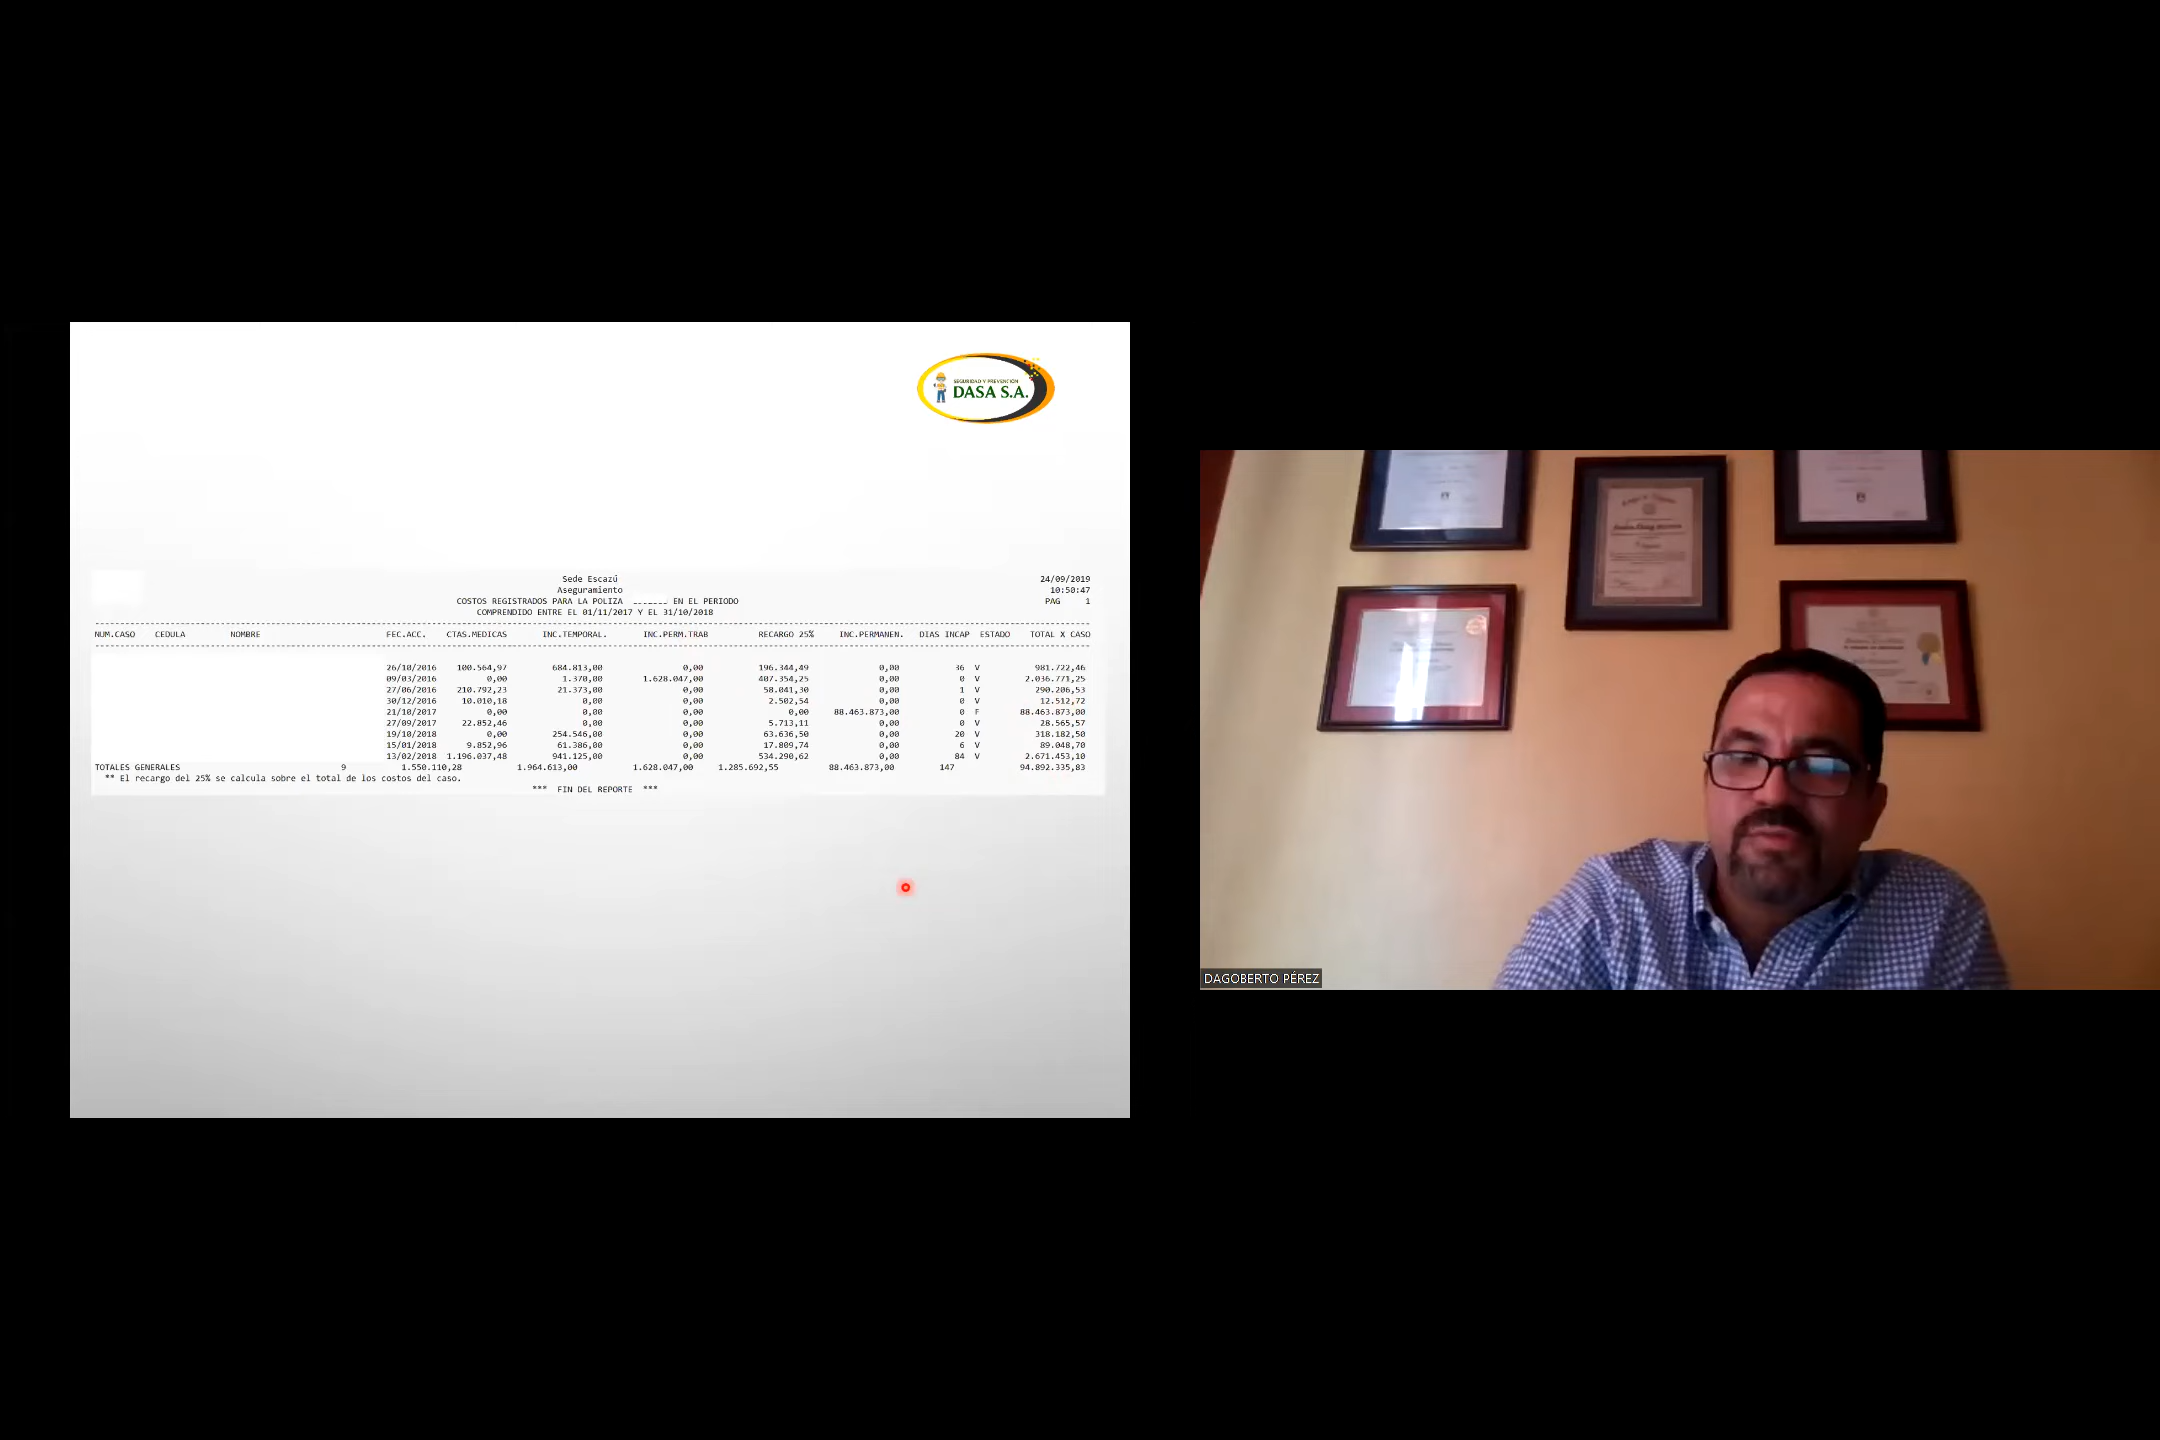 SEGURIDAD Y PREVENCIÓN
DASA S.A.
Sede Escazú 24/09/2019
Aseguramiento 10:50:47
COSTOS REGISTRADOS PARA LA POLIZA EN EL PERIODO PAG 1
COMPRENDIDO ENTRE EL 01/11/2017 Y EL 31/10/2018
NUM.CASO CEDULA NOMBRE FEC.ACC. CTAS.MEDICAS INC.TEMPORAL. INC.PERM.TRAB RECARGO 25% INC.PERMANEN. DIAS INCAP ESTADO TOTAL X CASO
26/10/2016 100.564,97 684.813,00 0,00 196.344,49 0,00 36 V 981.722,46
09/03/2016 0,00 1.370,00 1.628.047,00 407.354,25 0,00 0 V 2.036.771,25
27/06/2016 210.792,23 21.373,00 0,00 58.041,30 0,00 1 V 290.206,53
30/12/2016 10.010,18 0,00 0,00 2.502,54 0,00 0 V 12.512,72
21/10/2017 0,00 0,00 0,00 0,00 88.463.873,00 0 F 88.463.873,00
27/09/2017 22.852,46 0,00 0,00 5.713,11 0,00 0 V 28.565,57
19/10/2018 0,00 254.546,00 0,00 63.636,50 0,00 20 V 318.182,50
15/01/2018 9.852,96 61.386,00 0,00 17.809,74 0,00 6 V 89.048,70
13/02/2018 1.196.037,48 941.125,00 0,00 534.290,62 0,00 84 V 2.671.453,10
TOTALES GENERALES 9 1.550.110,28 1.964.613,00 1.628.047,00 1.285.692,55 88.463.873,00 147 94.892.335,83
** El recargo del 25% se calcula sobre el total de los costos del caso.
*** FIN DEL REPORTE ***
DAGOBERTO PÉREZ